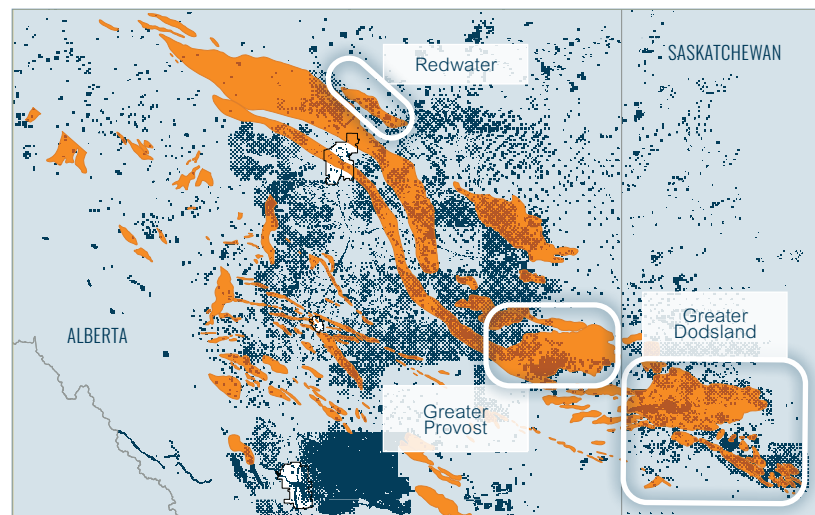 Redwater
SASKATCHEWAN
ALBERTA
Greater
Dodsland
Greater
Provost